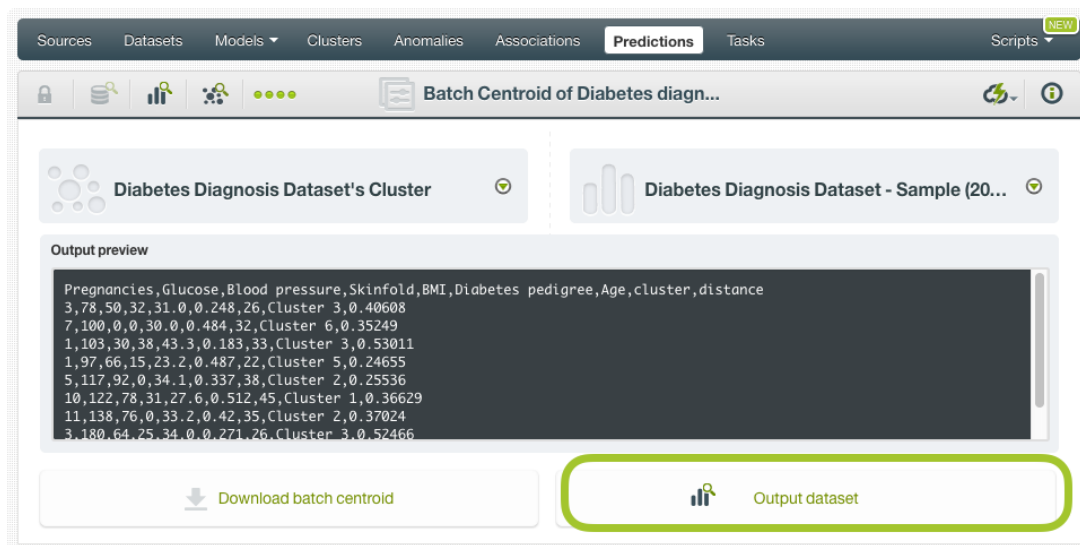 NEW
Sources Datasets Models Clusters Anomalies Associations Predictions Tasks Scripts
Batch Centroid of Diabetes diagn...
Diabetes Diagnosis Dataset's Cluster Diabetes Diagnosis Dataset - Sample (20...
Output preview
Pregnancies,Glucose,Blood pressure,Skinfold,BMI,Diabetes pedigree,Age,cluster,distance
3,78,50,32,31.0,0.248,26,Cluster 3,0.40608
7,100,0,0,30.0,0.484,32,Cluster 6,0.35249
1,103,30,38,43.3,0.183,33,Cluster 3,0.53011
1,97,66,15,23.2,0.487,22,Cluster 5,0.24655
5,117,92,0,34.1,0.337,38,Cluster 2,0.25536
10,122,78,31,27.6,0.512,45,Cluster 1,0.36629
11,138,76,0,33.2,0.42,35,Cluster 2,0.37024
3,180,64,25,34.0,0.271,26,Cluster 3,0.52466
Download batch centroid Output dataset